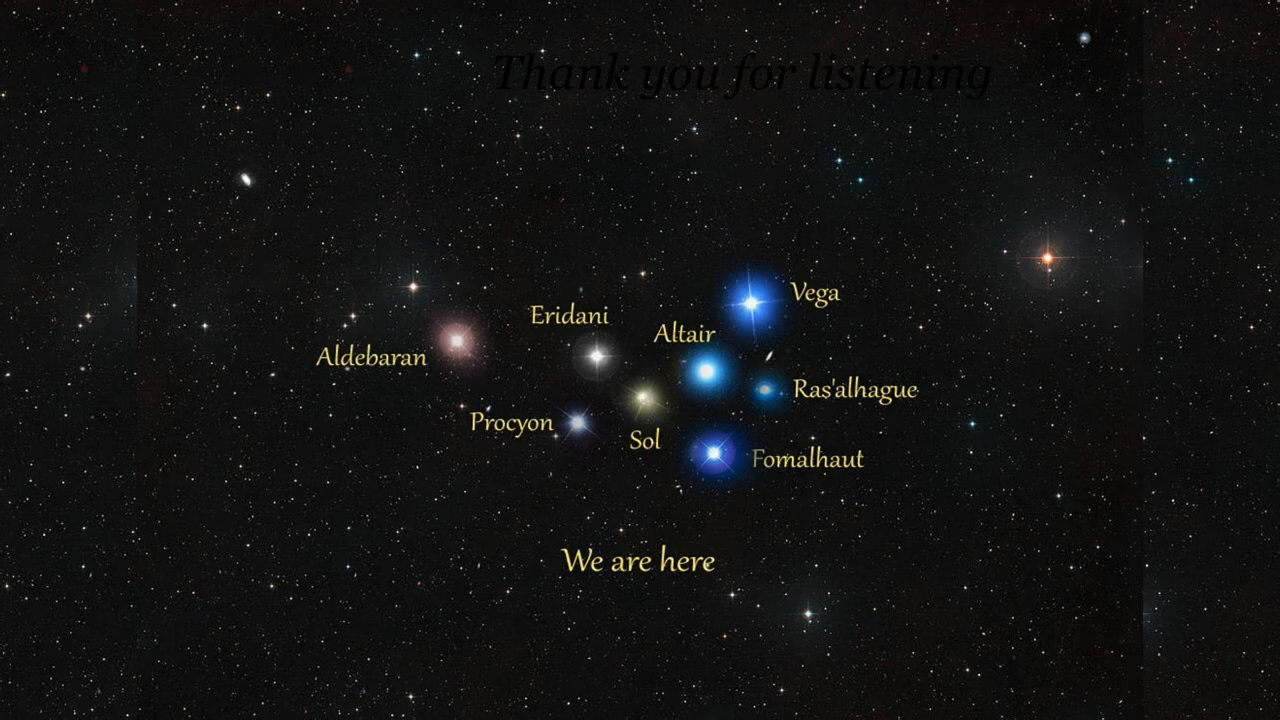 Thank you for listening
Vega
Eridani
Altair
Aldebaran
Ras'alhague
Procyon
Sol
Fomalhaut
We are here